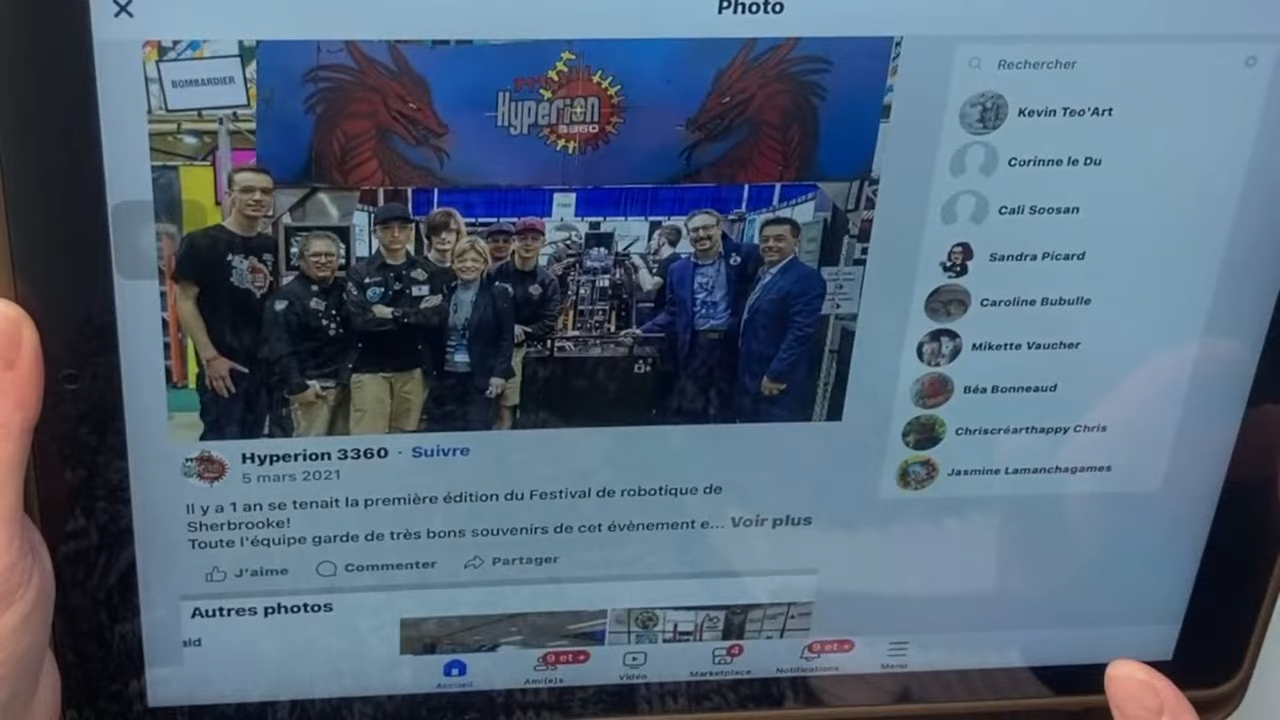 Photo
BOMBARDIER
Hyperion
3360
Rechercher
Kevin Teo'Art
Corinne le Du
Cali Soosan
Sandra Picard
Caroline Bubulle
Mikette Vaucher
Béa Bonneaud
Chriscréarthappy Chris
Jasmine Lamanchagames
Hyperion 3360 · Suivre
5 mars 2021
Il y a 1 an se tenait la première édition du Festival de robotique de
Sherbrooke!
Toute l'équipe garde de très bons souvenirs de cet évènement e... Voir plus
J'aime Commenter Partager
Autres photos
ald
9 et + 4 9 et +
Accueil Ami(e)s Vidéo Marketplace Notifications Menu